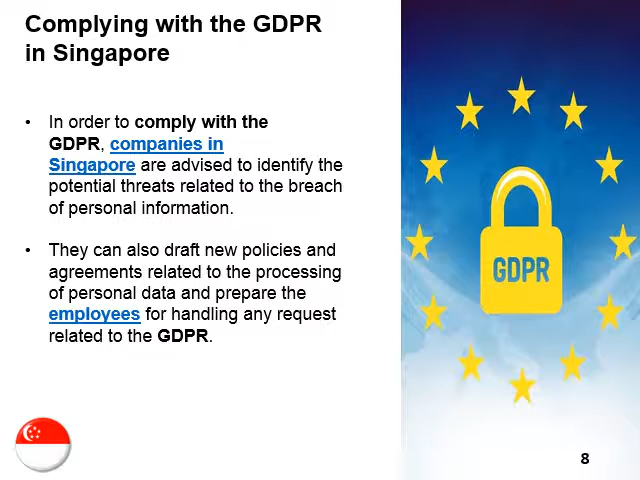 Complying with the GDPR
in Singapore
• In order to comply with the
GDPR, companies in
Singapore are advised to identify the
potential threats related to the breach
of personal information.
• They can also draft new policies and
agreements related to the processing
of personal data and prepare the
employees for handling any request
related to the GDPR.
GDPR
8